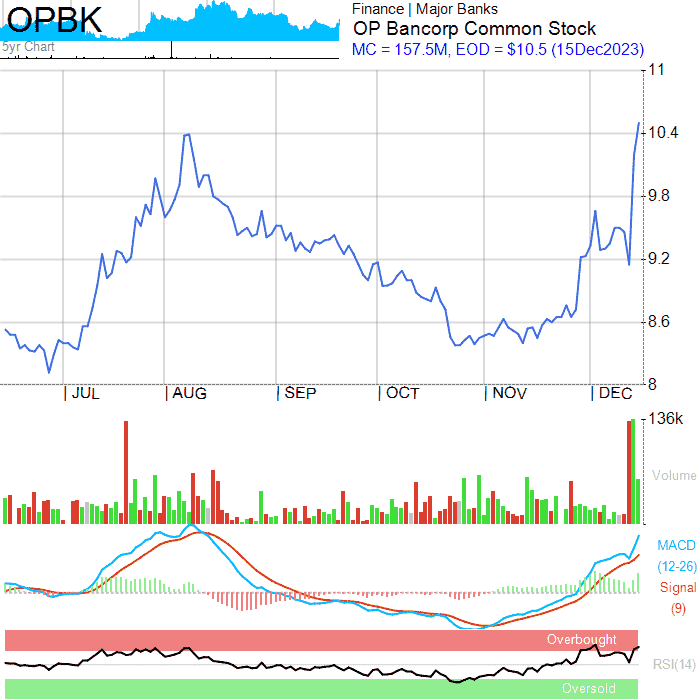 OPBK
5yr Chart
Finance | Major Banks
OP Bancorp Common Stock
MC = 157.5M, EOD = $10.5 (15Dec2023)
11
10.4
9.8
9.2
8.6
8
JUL
AUG
SEP
OCT
NOV
DEC
136k
Volume
MACD
(12-26)
Signal
(9)
Overbought
RSI(14)
Oversold